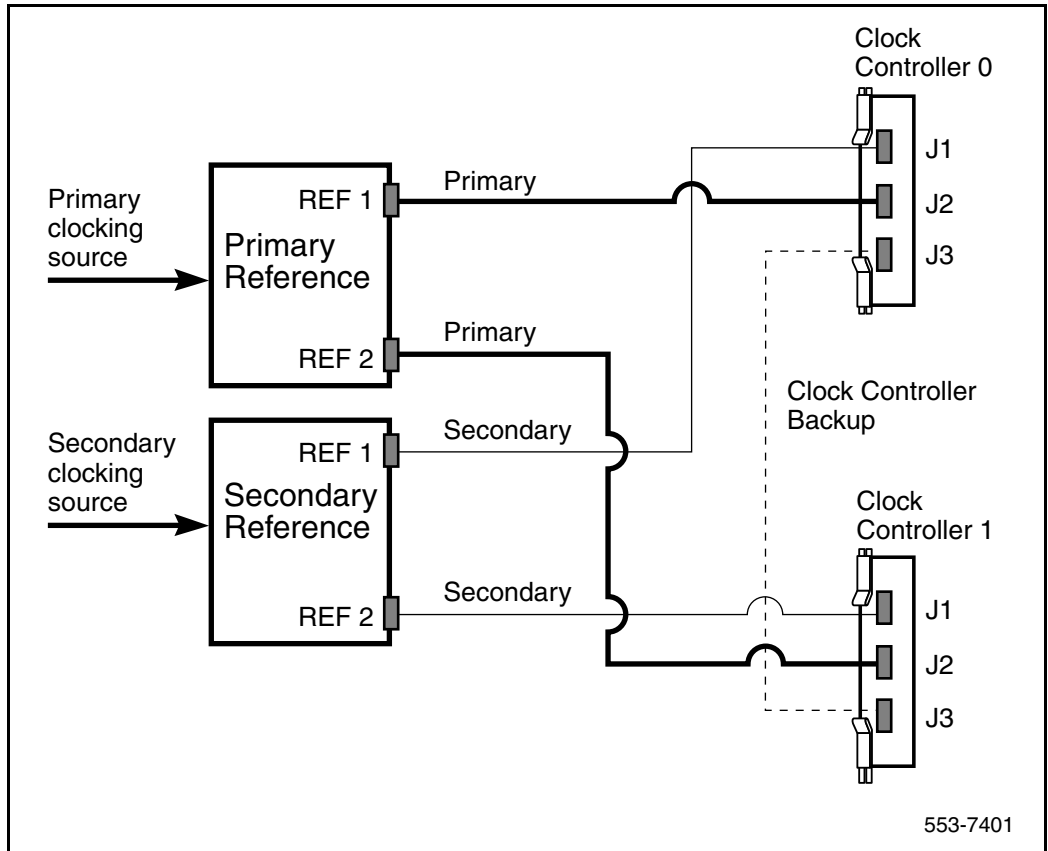 Clock
Controller 0
J1
J2
J3
Primary
clocking
source
REF 1
Primary
Reference
REF 2
Primary
Primary
Clock Controller
Backup
Secondary
clocking
source
REF 1
Secondary
Reference
REF 2
Secondary
Secondary
Clock
Controller 1
J1
J2
J3
553-7401